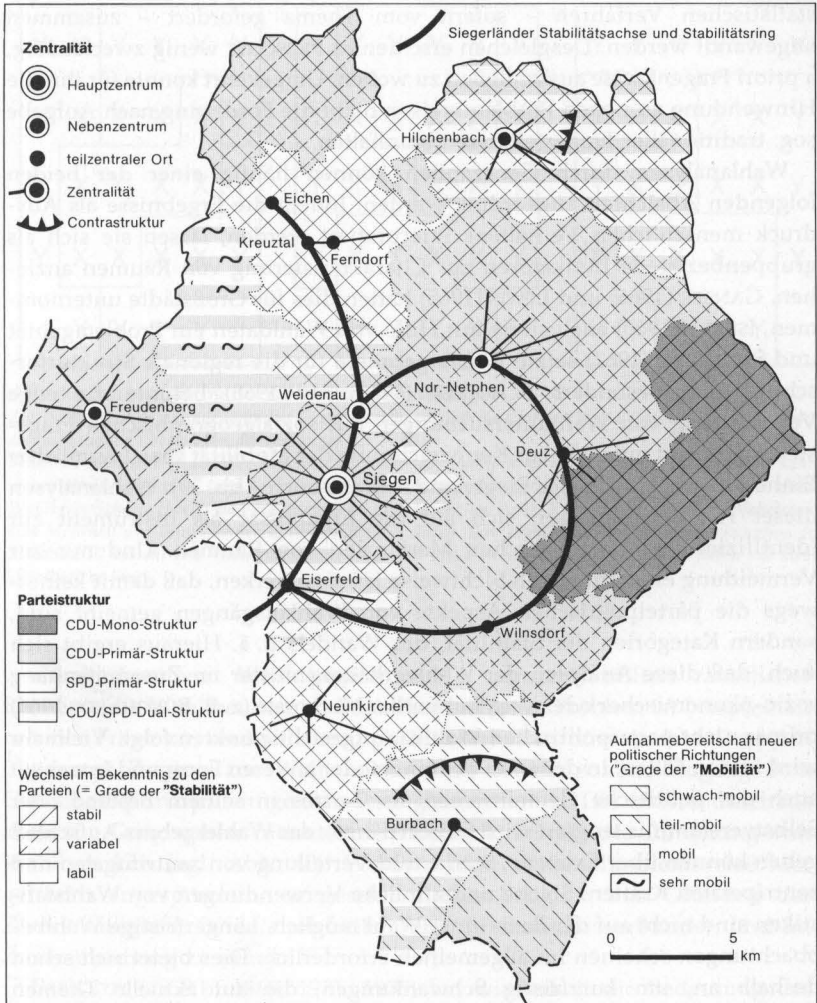 Siegerländer Stabilitätsachse und Stabilitätsring
Zentralität
Hauptzentrum
Nebenzentrum
teilzentraler Ort
Zentralität
Contrastruktur
Hilchenbach
Eichen
Kreuztal
Ferndorf
Ndr.-Netphen
Weidenau
Freudenberg
Deuz
Siegen
Eiserfeld
Wilnsdorf
Neunkirchen
Burbach
Parteistruktur
CDU-Mono-Struktur
CDU-Primär-Struktur
SPD-Primär-Struktur
CDU/SPD-Dual-Struktur
Wechsel im Bekenntnis zu den
Parteien (= Grade der "Stabilität")
stabil
variabel
labil
Aufnahmebereitschaft neuer
politischer Richtungen
("Grade der "Mobilität")
schwach-mobil
teil-mobil
mobil
sehr mobil
0 5
km